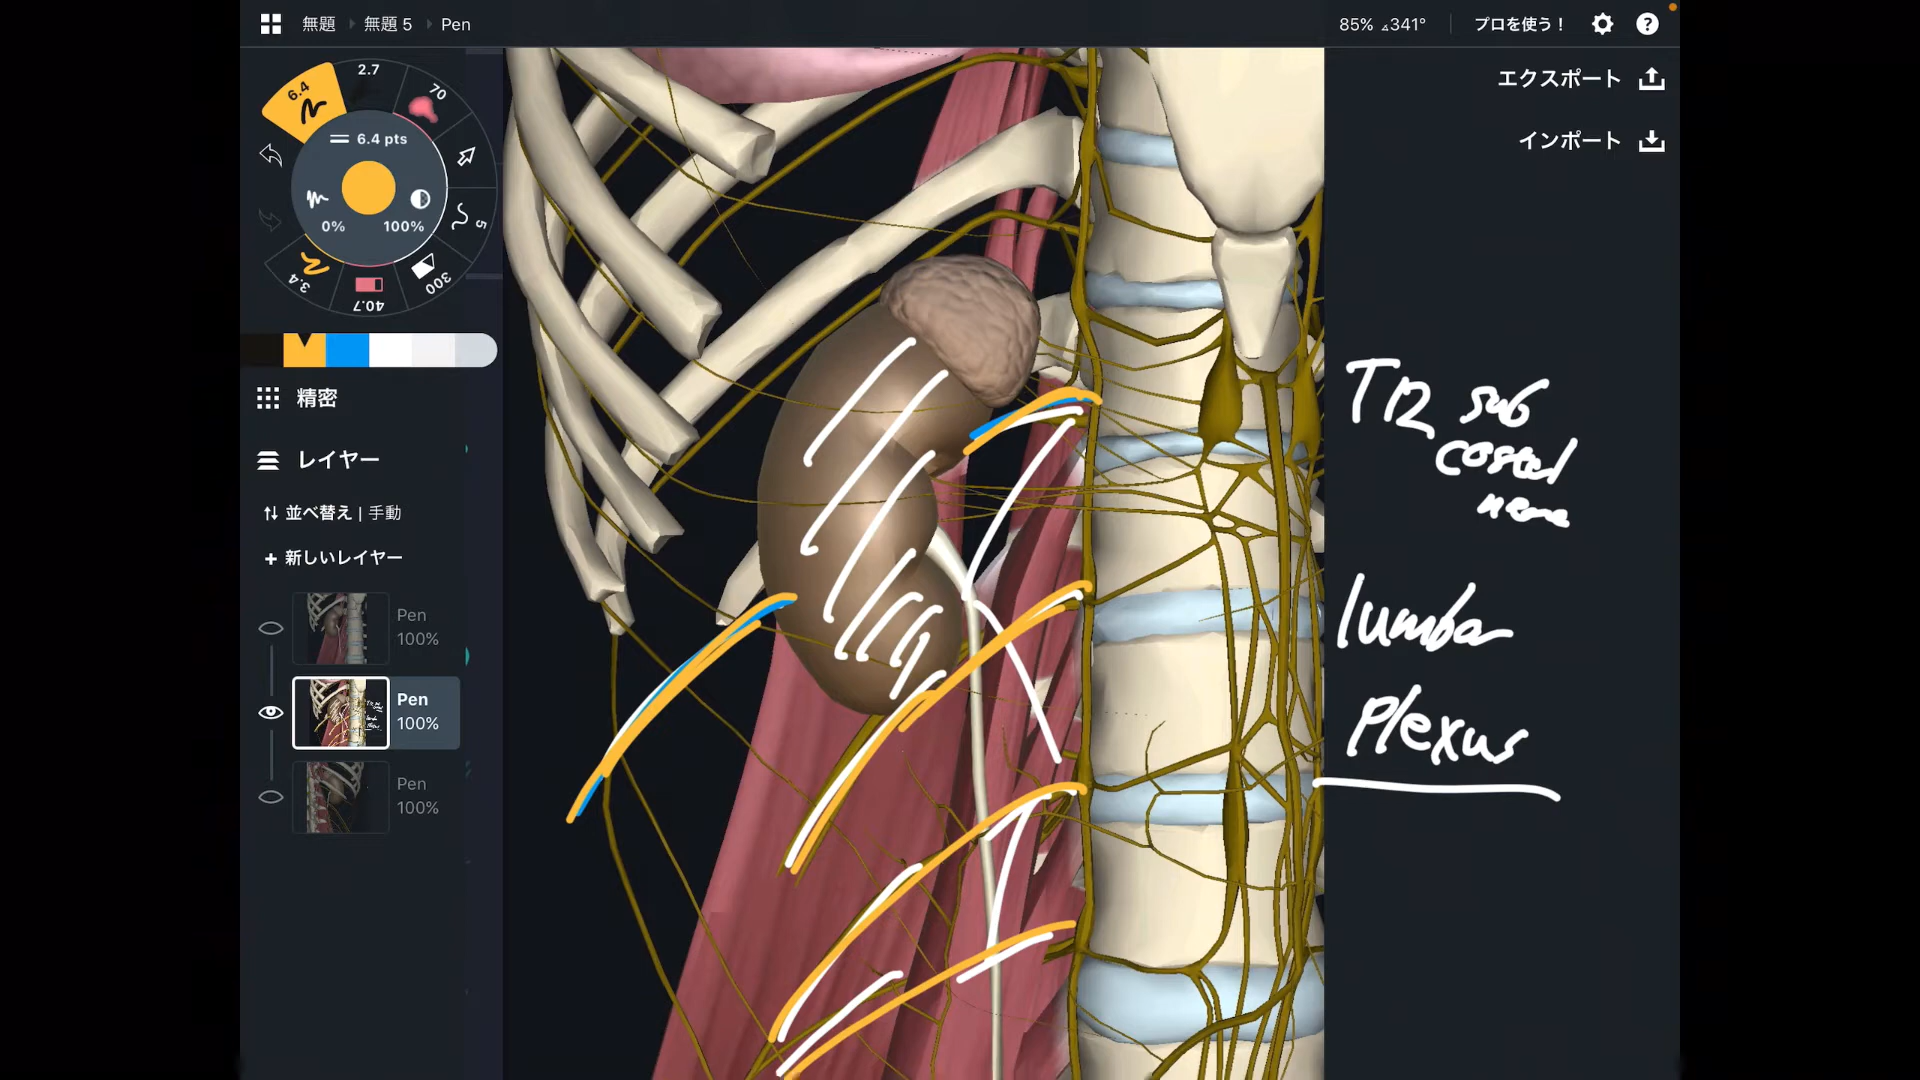 無題 無題 5 Pen 85% ⊿341° プロを使う!
エクスポート
インポート
2.7
6.4
70
6.4 pts
5
0% 100%
3.4
300
40.7
精密
レイヤー
並べ替え | 手動
+ 新しいレイヤー
Pen
100%
Pen
100%
Pen
100%
T12 sub
costal
nerve
lumbar
plexus